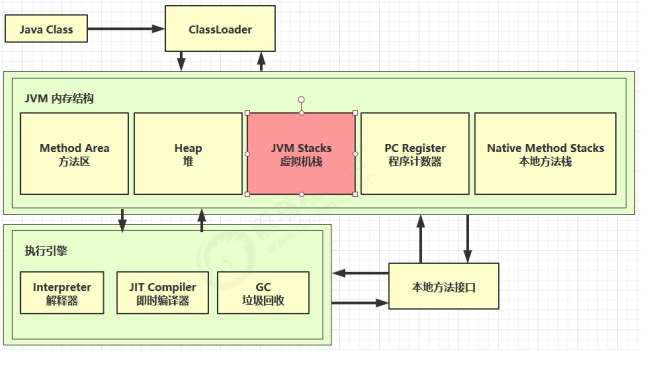 Java Class
ClassLoader
JVM 内存结构
Method Area
方法区
Heap
堆
JVM Stacks
虚拟机栈
PC Register
程序计数器
Native Method Stacks
本地方法栈
执行引擎
Interpreter
解释器
JIT Compiler
即时编译器
GC
垃圾回收
本地方法接口